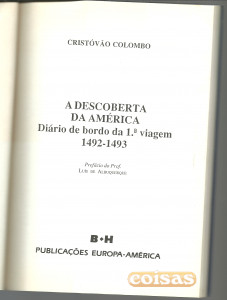 CRISTÓVÃO COLOMBO
A DESCOBERTA
DA AMÉRICA
Diário de bordo da 1.ª viagem
1492-1493
Prefácio do Prof.
LUÍS DE ALBUQUERQUE
B·H
PUBLICAÇÕES EUROPA-AMÉRICA
coisas